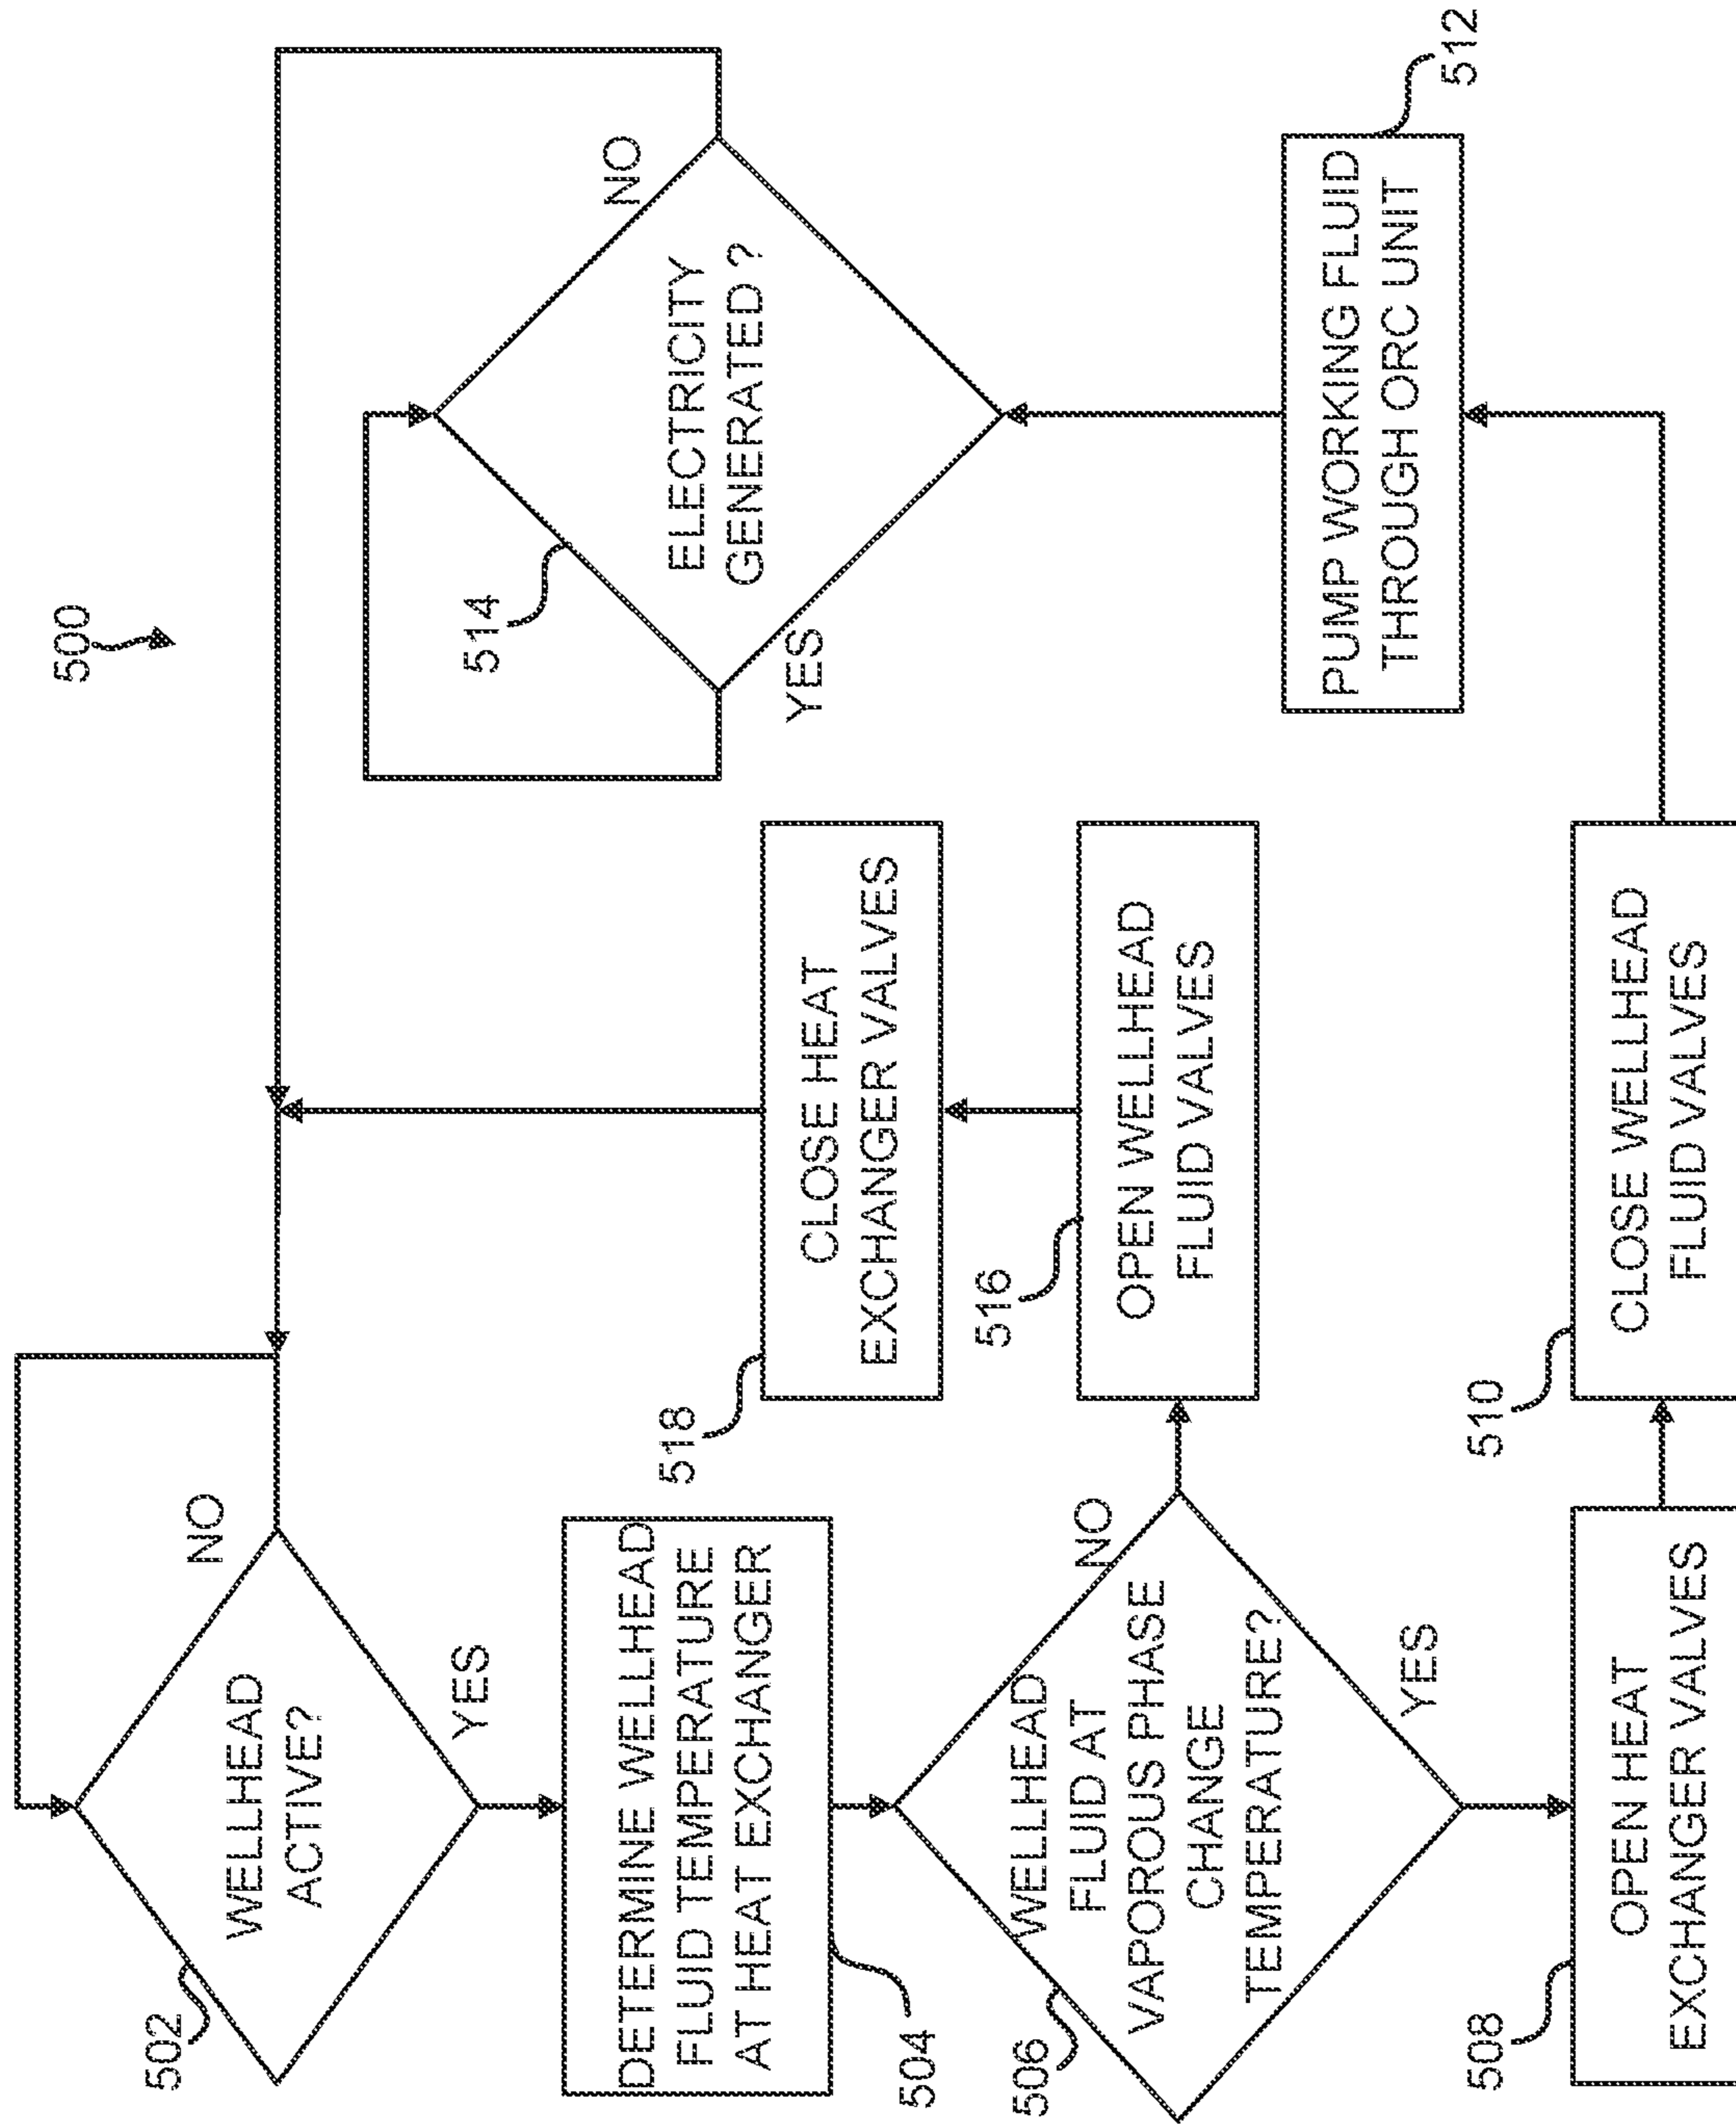 500
502
WELLHEAD
ACTIVE?
NO
YES
DETERMINE WELLHEAD
FLUID TEMPERATURE
AT HEAT EXCHANGER
504
506
WELLHEAD
FLUID AT
VAPOROUS PHASE
CHANGE
TEMPERATURE?
NO
YES
508
OPEN HEAT
EXCHANGER VALVES
510
CLOSE WELLHEAD
FLUID VALVES
516
OPEN WELLHEAD
FLUID VALVES
518
CLOSE HEAT
EXCHANGER VALVES
514
ELECTRICITY
GENERATED ?
NO
YES
PUMP WORKING FLUID
THROUGH ORC UNIT
512